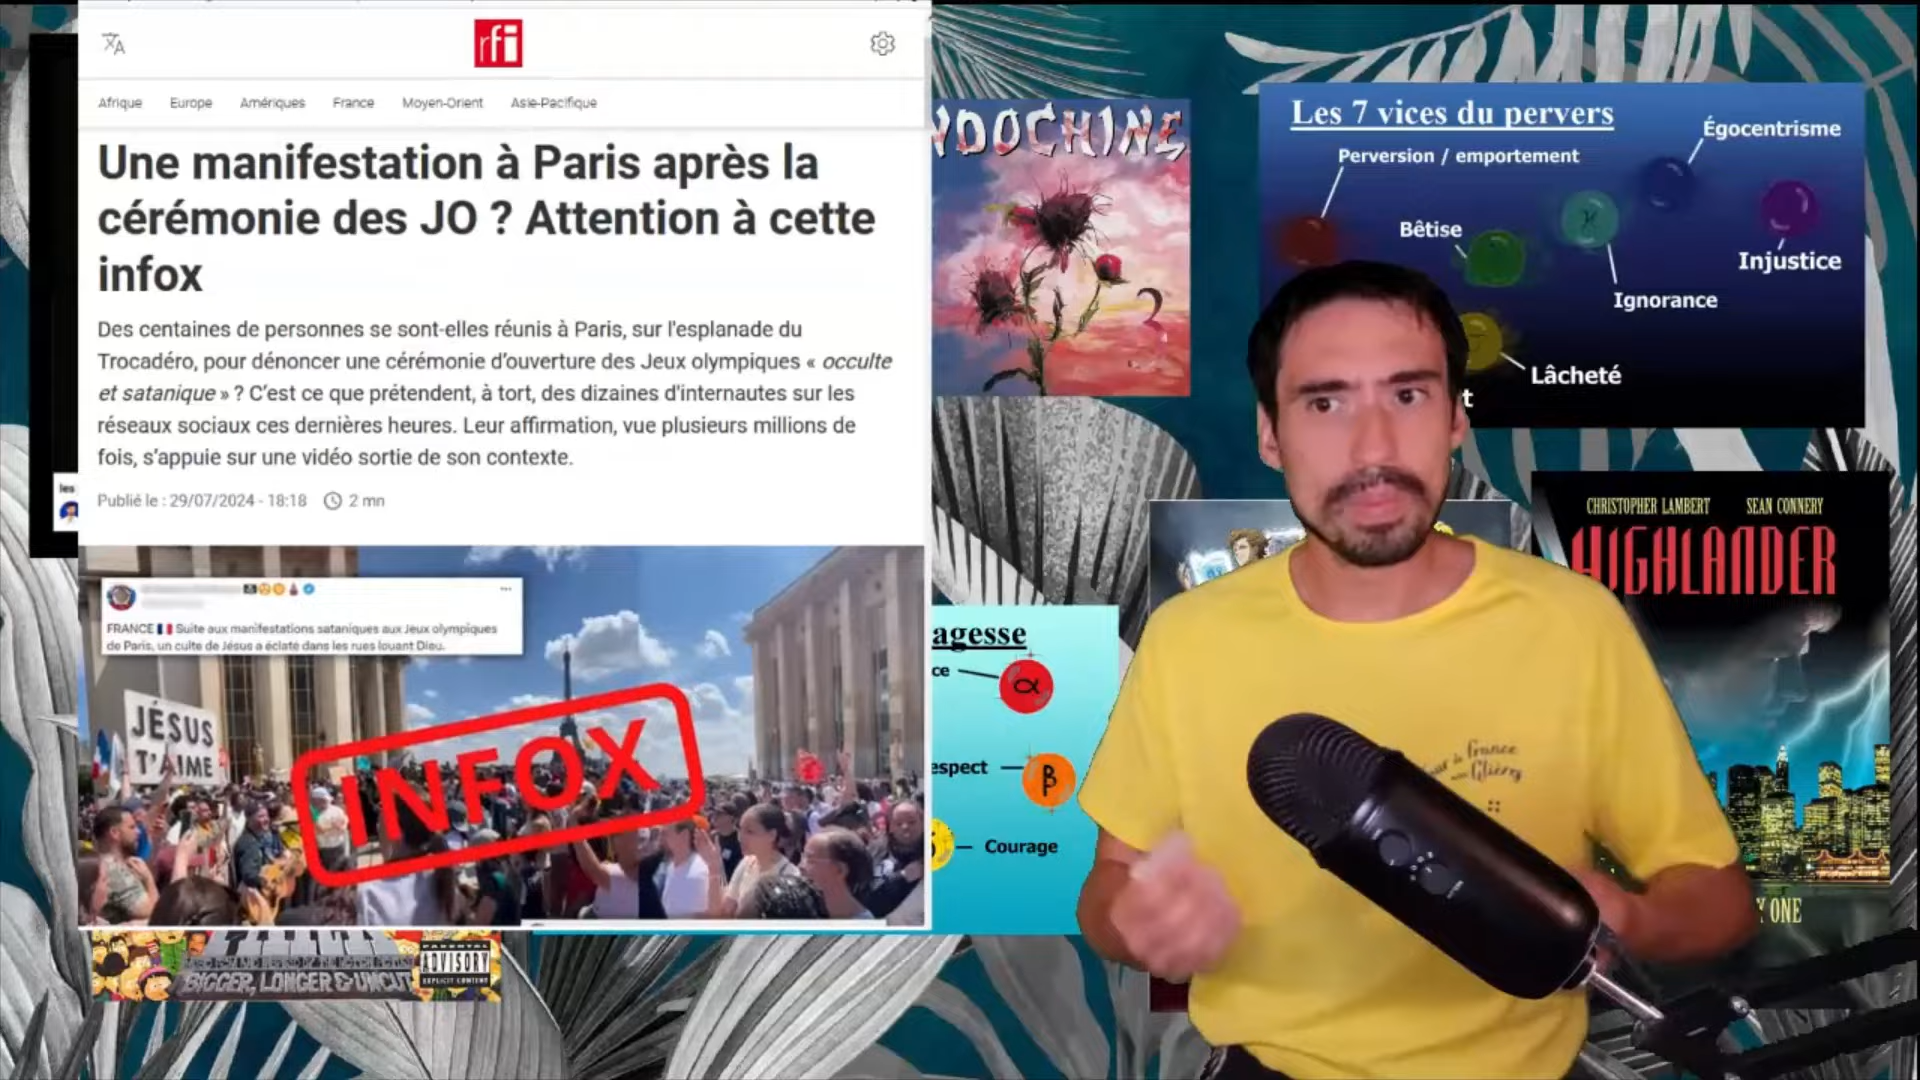 rfi
Afrique Europe Amériques France Moyen-Orient Asie-Pacifique
Une manifestation à Paris après la
cérémonie des JO ? Attention à cette
infox
Des centaines de personnes se sont-elles réunis à Paris, sur l'esplanade du
Trocadéro, pour dénoncer une cérémonie d'ouverture des Jeux olympiques « occulte
et satanique » ? C'est ce que prétendent, à tort, des dizaines d'internautes sur les
réseaux sociaux ces dernières heures. Leur affirmation, vue plusieurs millions de
fois, s'appuie sur une vidéo sortie de son contexte.
Publié le : 29/07/2024 - 18:18 2 mn
les
FRANCE Suite aux manifestations sataniques aux Jeux olympiques
de Paris, un culte de Jésus a éclaté dans les rues louant Dieu.
JÉSUS
T'AIME
INFOX
BIGGER, LONGER & UNCUT
PARENTAL
ADVISORY
EXPLICIT CONTENT
NDOCHINE
3
Les 7 vices du pervers
Égocentrisme
Perversion / emportement
Bêtise
Injustice
Ignorance
Lâcheté
t
agesse
ce
α
espect
β
Courage
CHRISTOPHER LAMBERT SEAN CONNERY
HIGHLANDER
Y ONE